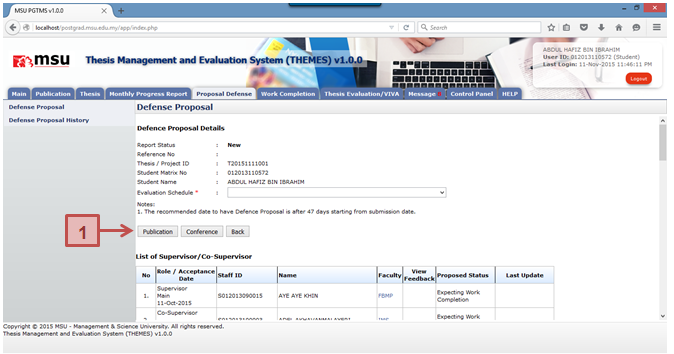 MSU PGTMS v1.0.0
localhost/postgrad.msu.edu.my/app/index.php
Search
msu
Thesis Management and Evaluation System (THEMES) v1.0.0
ABDUL HAFIZ BIN IBRAHIM
User ID: 012013110572 (Student)
Last Login: 11-Nov-2015 11:46:11 PM
Logout
Main Publication Thesis Monthly Progress Report Proposal Defense Work Completion Thesis Evaluation/VIVA Message Control Panel HELP
Defense Proposal
Defense Proposal History
Defense Proposal
Defence Proposal Details
Report Status : New
Reference No :
Thesis / Project ID : T20151111001
Student Matrix No : 012013110572
Student Name : ABDUL HAFIZ BIN IBRAHIM
Evaluation Schedule * :
Notes:
1. The recommended date to have Defence Proposal is after 47 days starting from submission date.
1
Publication Conference Back
List of Supervisor/Co-Supervisor
No Role / Acceptance Date Staff ID Name Faculty View Feedback Proposed Status Last Update
1. Supervisor Main 11-Oct-2015 S012013090015 AYE AYE KHIN FBMP Expecting Work Completion
Co-Supervisor Expecting Work
Copyright © 2015 MSU - Management & Science University. All rights reserved.
Thesis Management and Evaluation System (THEMES) v1.0.0